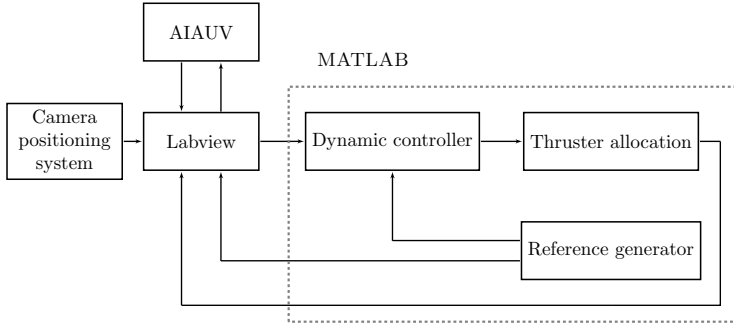 AIAUV
MATLAB
Camera
positioning
system
Labview
Dynamic controller
Thruster allocation
Reference generator